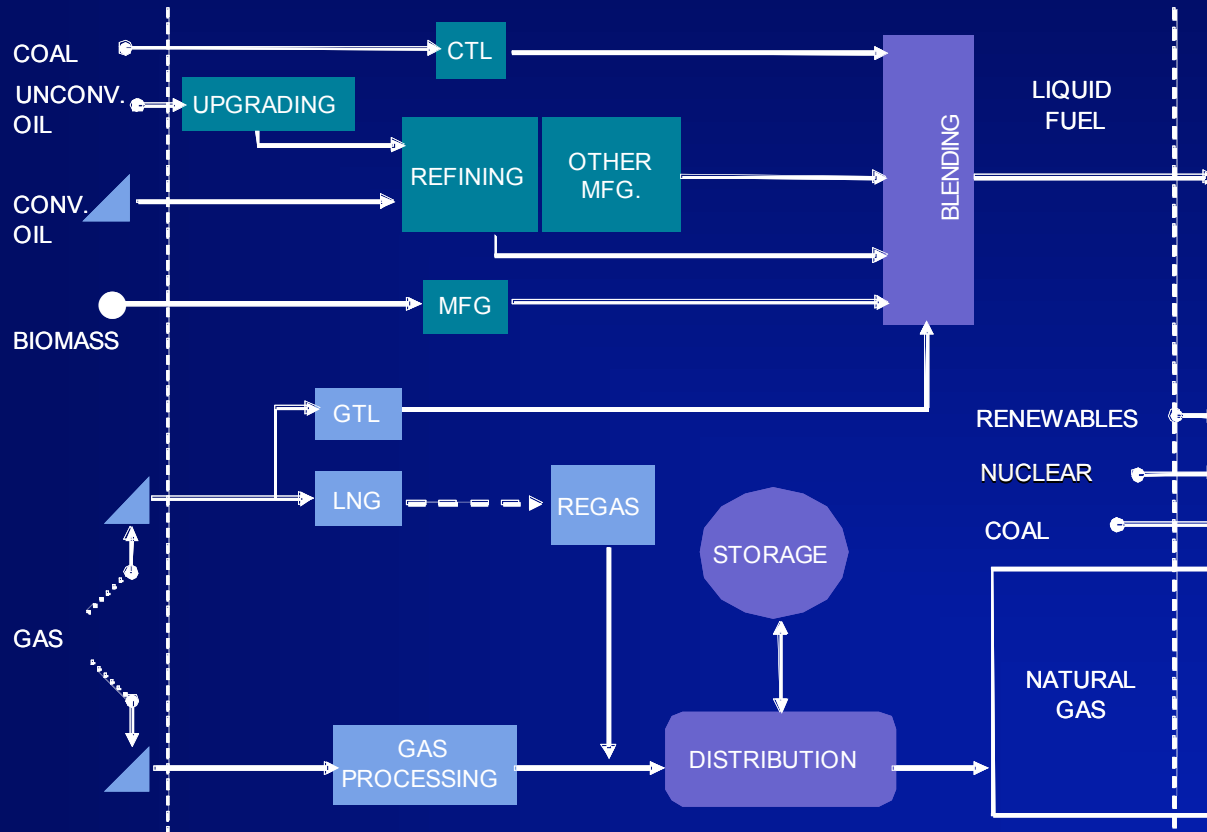 COAL
CTL
UNCONV.
OIL
UPGRADING
LIQUID
FUEL
REFINING
OTHER
MFG.
BLENDING
CONV.
OIL
MFG
BIOMASS
GTL
RENEWABLES
LNG
REGAS
NUCLEAR
STORAGE
COAL
GAS
NATURAL
GAS
GAS
PROCESSING
DISTRIBUTION